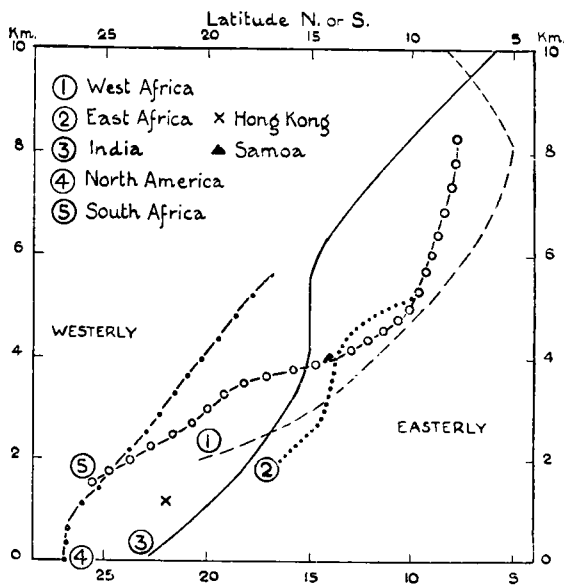 Latitude N. or S.
Km. 25 20 15 10 5 Km.
10 10
① West Africa
② East Africa × Hong Kong
8 ③ India ▲ Samoa 8
④ North America
⑤ South Africa
6 6
WESTERLY
4 4
①
EASTERLY
⑤
2 ② 2
③
0 ④ 0
25 20 15 10 5